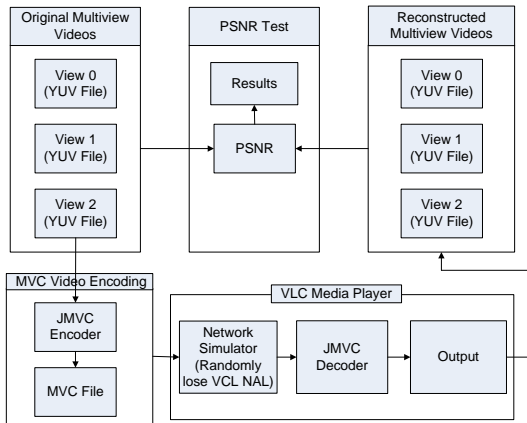 Original Multiview
Videos
View 0
(YUV File)
View 1
(YUV File)
View 2
(YUV File)
PSNR Test
Results
PSNR
Reconstructed
Multiview Videos
View 0
(YUV File)
View 1
(YUV File)
View 2
(YUV File)
MVC Video Encoding
JMVC
Encoder
MVC File
VLC Media Player
Network
Simulator
(Randomly
lose VCL NAL)
JMVC
Decoder
Output